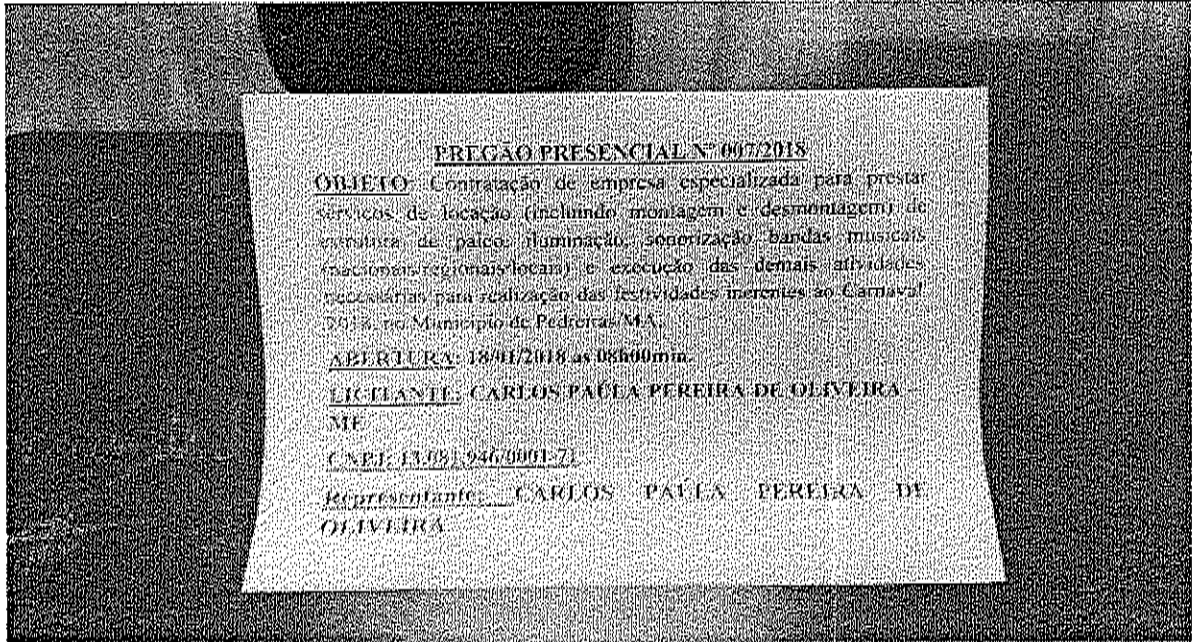 PREGÃO PRESENCIAL Nº 007/2018
OBJETO: Contratação de empresa especializada para prestar
serviços de locação (incluindo montagem e desmontagem) de
estrutura de palco, iluminação, sonorização bandas musicais
(nacionais/regionais/locais) e execução das demais atividades
necessárias para realização das festividades inerentes ao Carnaval
2018, no Município de Pedreiras/MA.
ABERTURA: 18/01/2018 as 08h00min.
LICITANTE: CARLOS PAULA PEREIRA DE OLIVEIRA
ME
CNPJ: 13.081.946/0001-71
Representante: CARLOS PAULA PEREIRA DE
OLIVEIRA